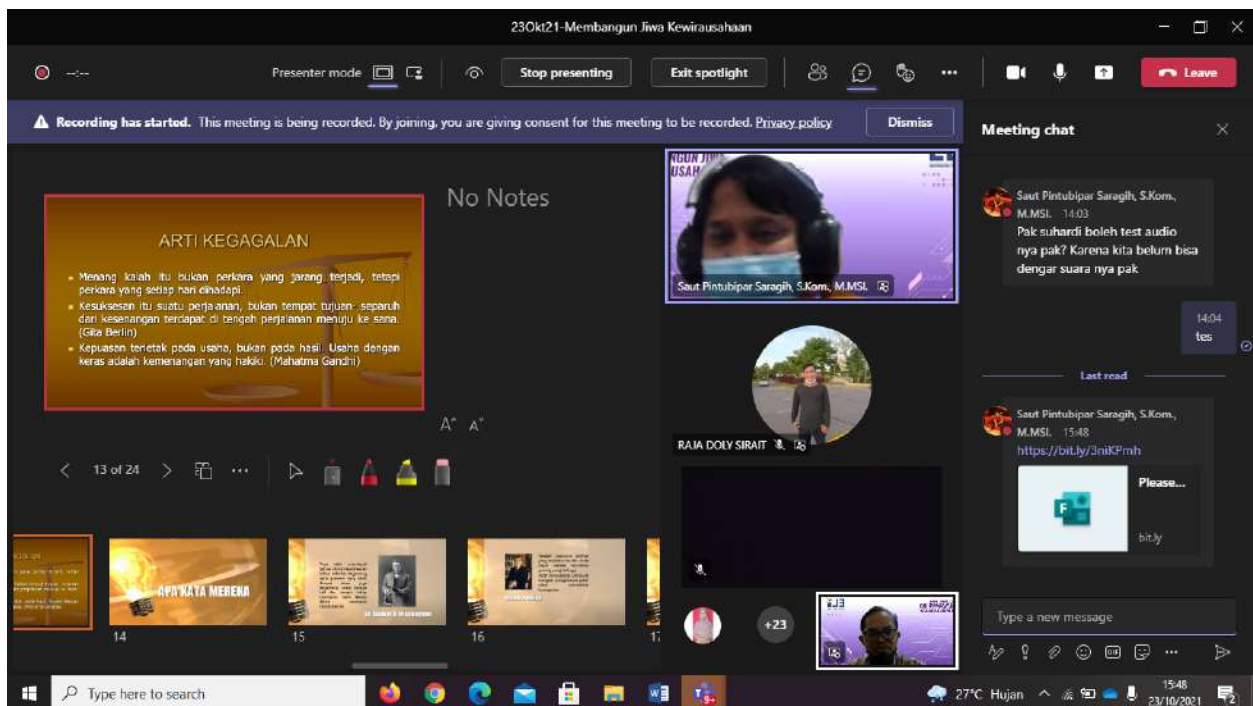 23Okt21-Membangun Jiwa Kewirausahaan
--:--
Presenter mode
Stop presenting
Exit spotlight
Leave
Recording has started. This meeting is being recorded. By joining, you are giving consent for this meeting to be recorded. Privacy policy
Dismiss
Meeting chat
No Notes
ARTI KEGAGALAN
Menang kalah itu bukan perkara yang jarang terjadi, tetapi
perkara yang setiap hari dihadapi.
Kesuksesan itu suatu perjalanan, bukan tempat tujuan- separuh
dari kesenangan terdapat di tengah perjalanan menuju ke sana.
(Gita Berlin)
Kepuasan terletak pada usaha, bukan pada hasil. Usaha dengan
keras adalah kemenangan yang hakiki. (Mahatma Gandhi)
A^ A^
13 of 24
APA KATA MEREKA
14
15
16
17
NGUN JIW
USAH
Saut Pintubipar Saragih, S.Kom., M.MSI.
RAJA DOLY SIRAIT
+23
Saut Pintubipar Saragih, S.Kom.,
M.MSI. 14:03
Pak suhardi boleh test audio
nya pak? Karena kita belum bisa
dengar suara nya pak
14:04
tes
Last read
Saut Pintubipar Saragih, S.Kom.,
M.MSI. 15:48
https://bit.ly/3niKPmh
Please...
bit.ly
Type a new message
GIF
Type here to search
9+
27°C Hujan
15:48
23/10/2021
2